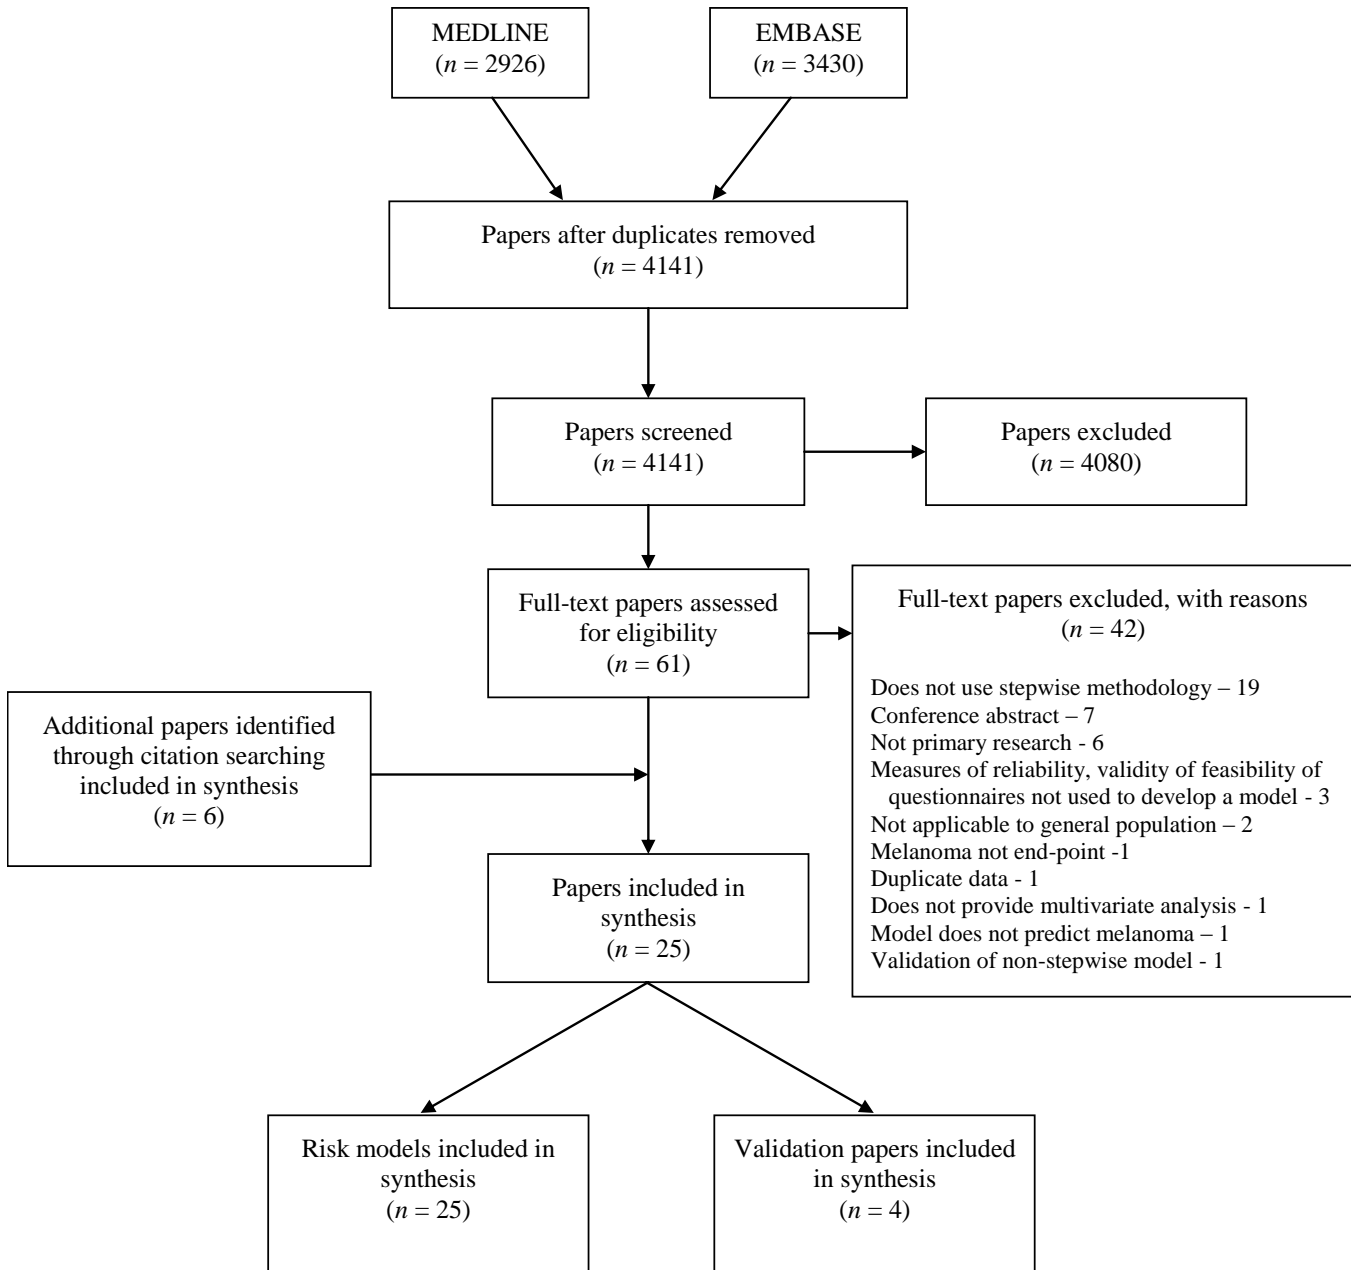 MEDLINE
(n = 2926)
EMBASE
(n = 3430)
Papers after duplicates removed
(n = 4141)
Papers screened
(n = 4141)
Papers excluded
(n = 4080)
Full-text papers assessed
for eligibility
(n = 61)
Full-text papers excluded, with reasons
(n = 42)
Does not use stepwise methodology – 19
Conference abstract – 7
Not primary research - 6
Measures of reliability, validity of feasibility of
questionnaires not used to develop a model - 3
Not applicable to general population – 2
Melanoma not end-point -1
Duplicate data - 1
Does not provide multivariate analysis - 1
Model does not predict melanoma – 1
Validation of non-stepwise model - 1
Additional papers identified
through citation searching
included in synthesis
(n = 6)
Papers included in
synthesis
(n = 25)
Risk models included in
synthesis
(n = 25)
Validation papers included
in synthesis
(n = 4)